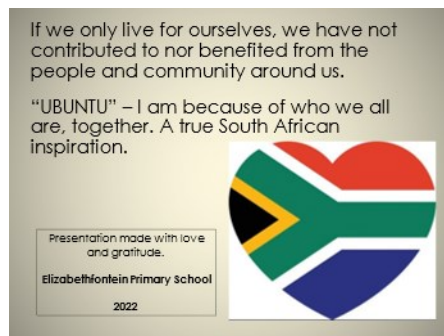 If we only live for ourselves, we have not
contributed to nor benefited from the
people and community around us.
“UBUNTU” – I am because of who we all
are, together. A true South African
inspiration.
Presentation made with love
and gratitude.
Elizabethfontein Primary School
2022